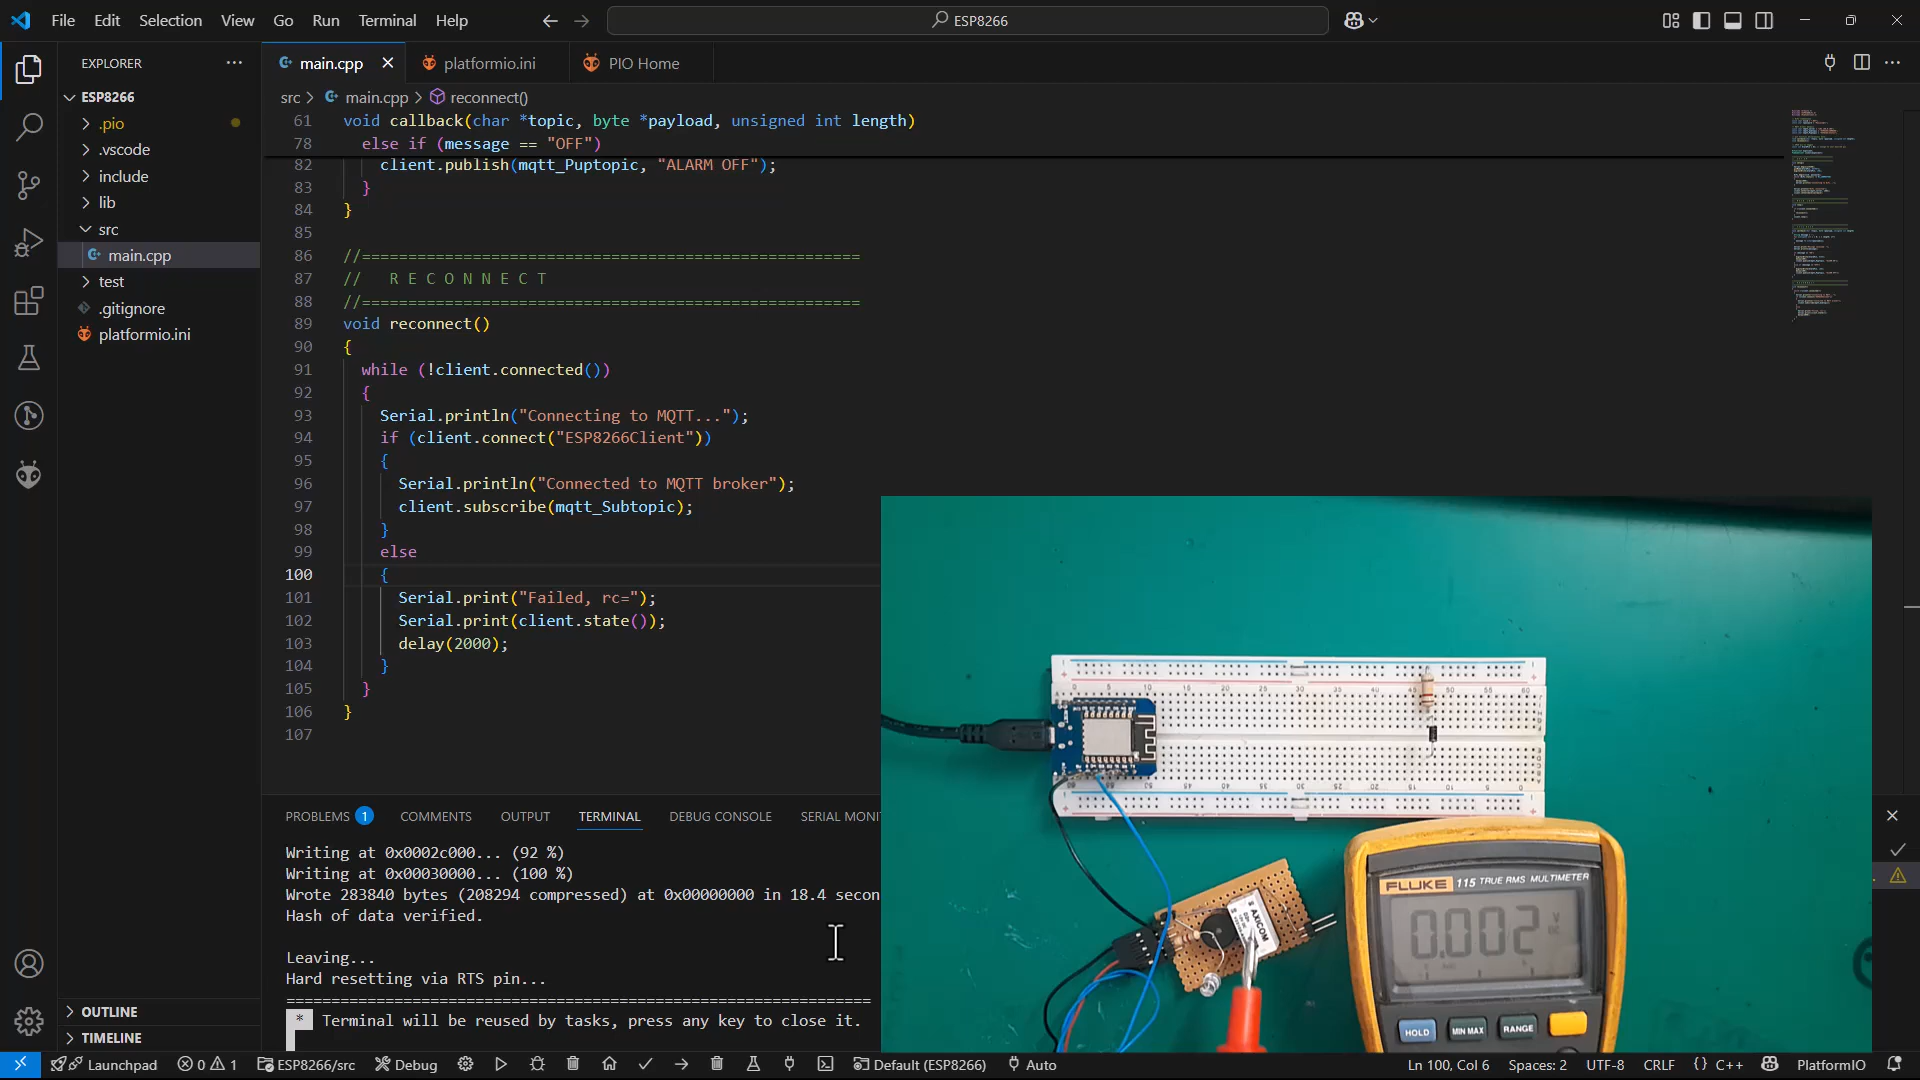 File Edit Selection View Go Run Terminal Help
ESP8266
EXPLORER
main.cpp
platformio.ini
PIO Home
ESP8266
.pio
.vscode
include
lib
src
main.cpp
test
.gitignore
platformio.ini
src > main.cpp > reconnect()
61 void callback(char *topic, byte *payload, unsigned int length)
78 else if (message == "OFF")
82 client.publish(mqtt_Puptopic, "ALARM OFF");
83 }
84 }
85
86 //======================================================
87 // R E C O N N E C T
88 //======================================================
89 void reconnect()
90 {
91 while (!client.connected())
92 {
93 Serial.println("Connecting to MQTT...");
94 if (client.connect("ESP8266Client"))
95 {
96 Serial.println("Connected to MQTT broker");
97 client.subscribe(mqtt_Subtopic);
98 }
99 else
100 {
101 Serial.print("Failed, rc=");
102 Serial.print(client.state());
103 delay(2000);
104 }
105 }
106 }
107
PROBLEMS 1 COMMENTS OUTPUT TERMINAL DEBUG CONSOLE SERIAL MONI
Writing at 0x0002c000... (92 %)
Writing at 0x00030000... (100 %)
Wrote 283840 bytes (208294 compressed) at 0x00000000 in 18.4 secon
Hash of data verified.
Leaving...
Hard resetting via RTS pin...
===============================================================
* Terminal will be reused by tasks, press any key to close it.
AXICOM
FLUKE 115 TRUE RMS MULTIMETER
0.002
HOLD MIN MAX RANGE
OUTLINE
TIMELINE
Launchpad 0 1 ESP8266/src Debug Default (ESP8266) Auto Ln 100, Col 6 Spaces: 2 UTF-8 CRLF {} C++ PlatformIO